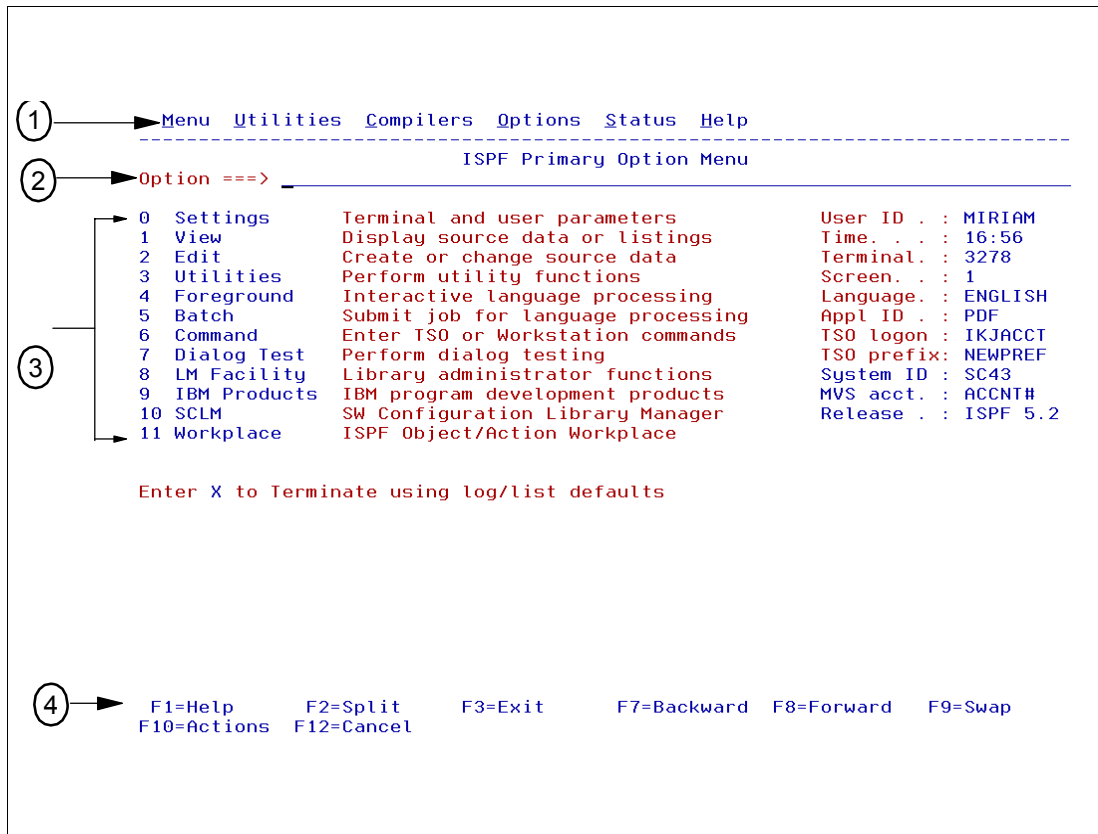 1 Menu Utilities Compilers Options Status Help
ISPF Primary Option Menu
2 Option ===>
0 Settings Terminal and user parameters User ID . : MIRIAM
1 View Display source data or listings Time. . . : 16:56
2 Edit Create or change source data Terminal. : 3278
3 Utilities Perform utility functions Screen. . : 1
4 Foreground Interactive language processing Language. : ENGLISH
5 Batch Submit job for language processing Appl ID . : PDF
6 Command Enter TSO or Workstation commands TSO logon : IKJACCT
3 7 Dialog Test Perform dialog testing TSO prefix: NEWPREF
8 LM Facility Library administrator functions System ID : SC43
9 IBM Products IBM program development products MVS acct. : ACCNT#
10 SCLM SW Configuration Library Manager Release . : ISPF 5.2
11 Workplace ISPF Object/Action Workplace
Enter X to Terminate using log/list defaults
4 F1=Help F2=Split F3=Exit F7=Backward F8=Forward F9=Swap
F10=Actions F12=Cancel